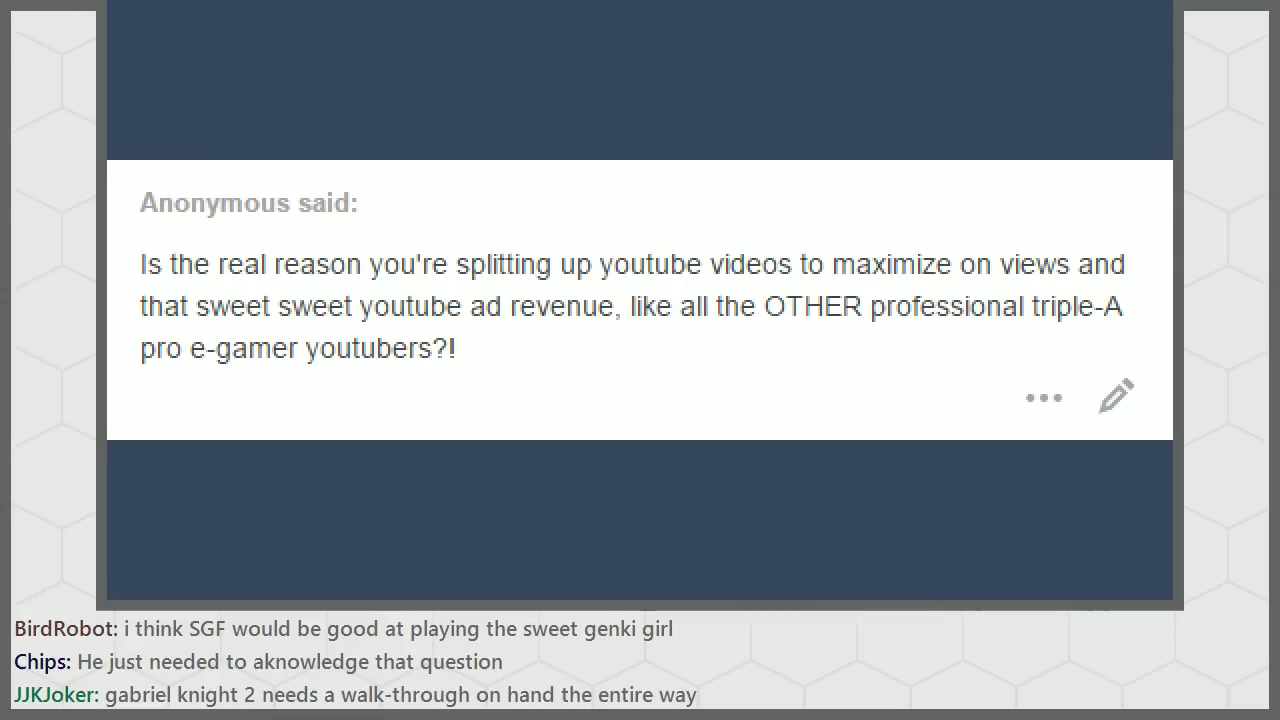 Anonymous said:
Is the real reason you're splitting up youtube videos to maximize on views and
that sweet sweet youtube ad revenue, like all the OTHER professional triple-A
pro e-gamer youtubers?!
BirdRobot: i think SGF would be good at playing the sweet genki girl
Chips: He just needed to aknowledge that question
JJKJoker: gabriel knight 2 needs a walk-through on hand the entire way